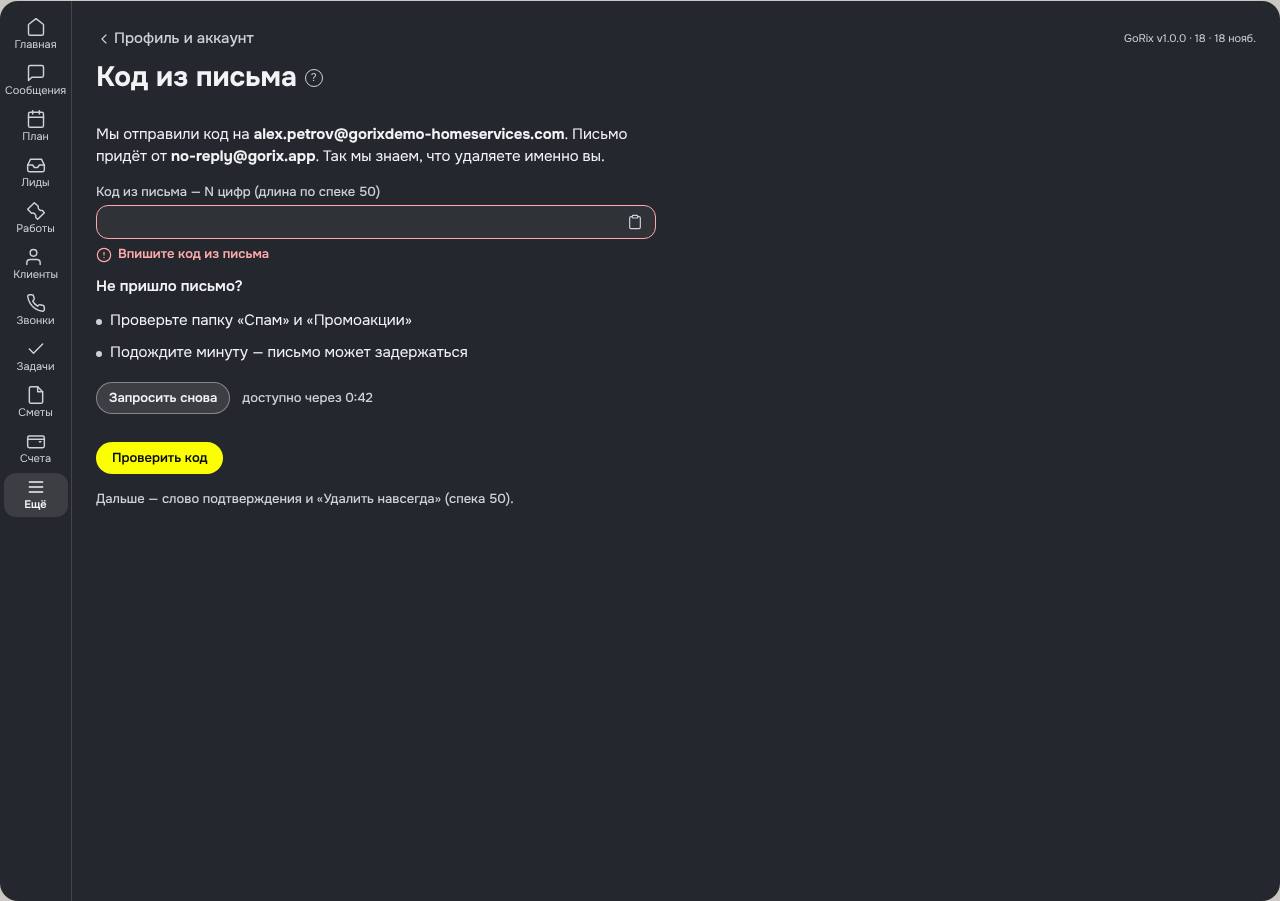 Главная
Сообщения
План
Лиды
Работы
Клиенты
Звонки
Задачи
Сметы
Счета
Ещё
Профиль и аккаунт
GoRix v1.0.0 · 18 · 18 нояб.
Код из письма ?
Мы отправили код на alex.petrov@gorixdemo-homeservices.com. Письмо
придёт от no-reply@gorix.app. Так мы знаем, что удаляете именно вы.
Код из письма — N цифр (длина по спеке 50)
Впишите код из письма
Не пришло письмо?
Проверьте папку «Спам» и «Промоакции»
Подождите минуту — письмо может задержаться
Запросить снова доступно через 0:42
Проверить код
Дальше — слово подтверждения и «Удалить навсегда» (спека 50).